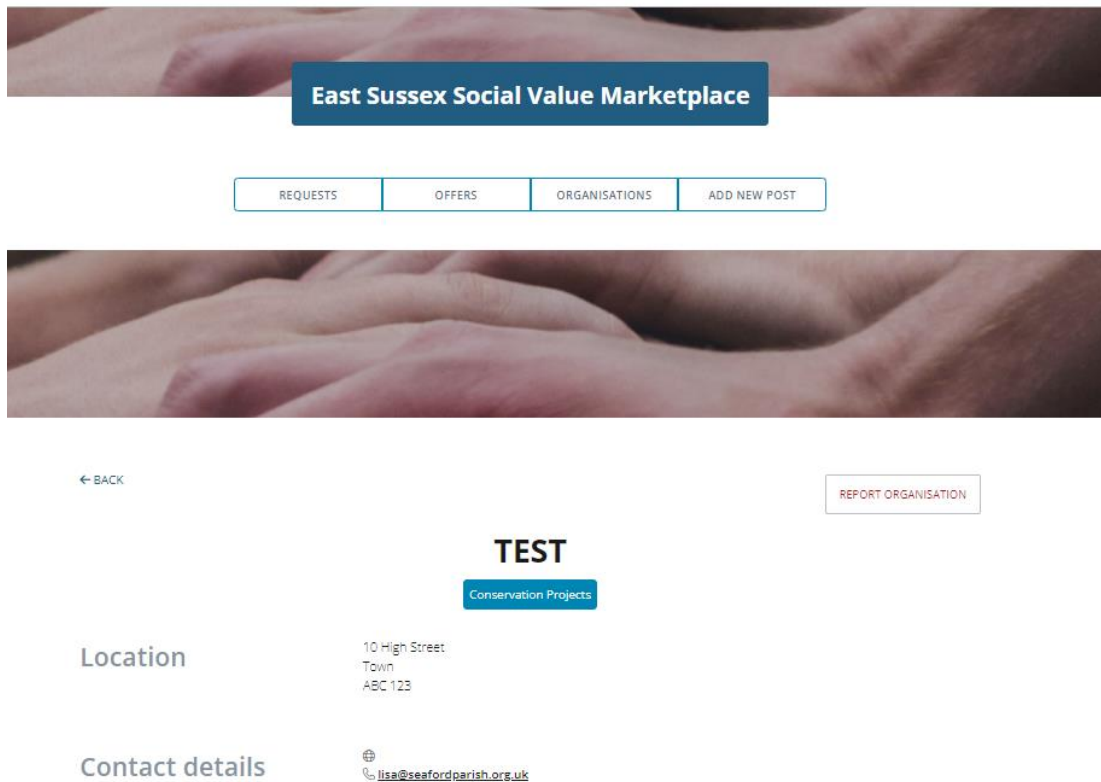 East Sussex Social Value Marketplace
REQUESTS
OFFERS
ORGANISATIONS
ADD NEW POST
← BACK
REPORT ORGANISATION
TEST
Conservation Projects
Location
10 High Street
Town
ABC 123
Contact details
lisa@seafordparish.org.uk